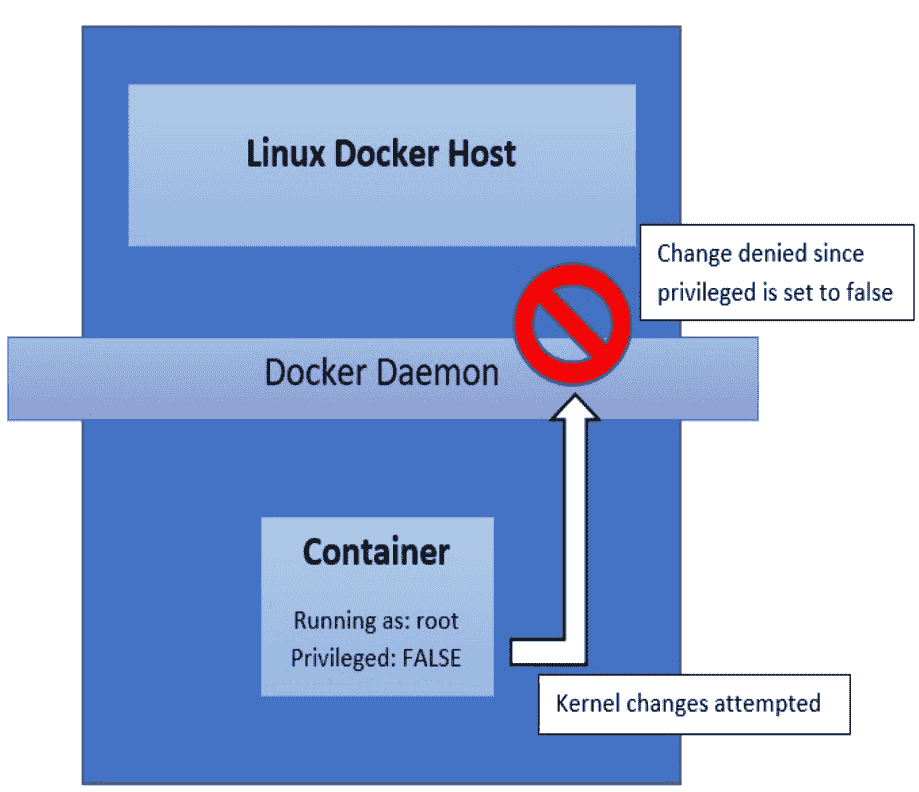 Linux Docker Host
Change denied since
privileged is set to false
Docker Daemon
Container
Running as: root
Privileged: FALSE
Kernel changes attempted